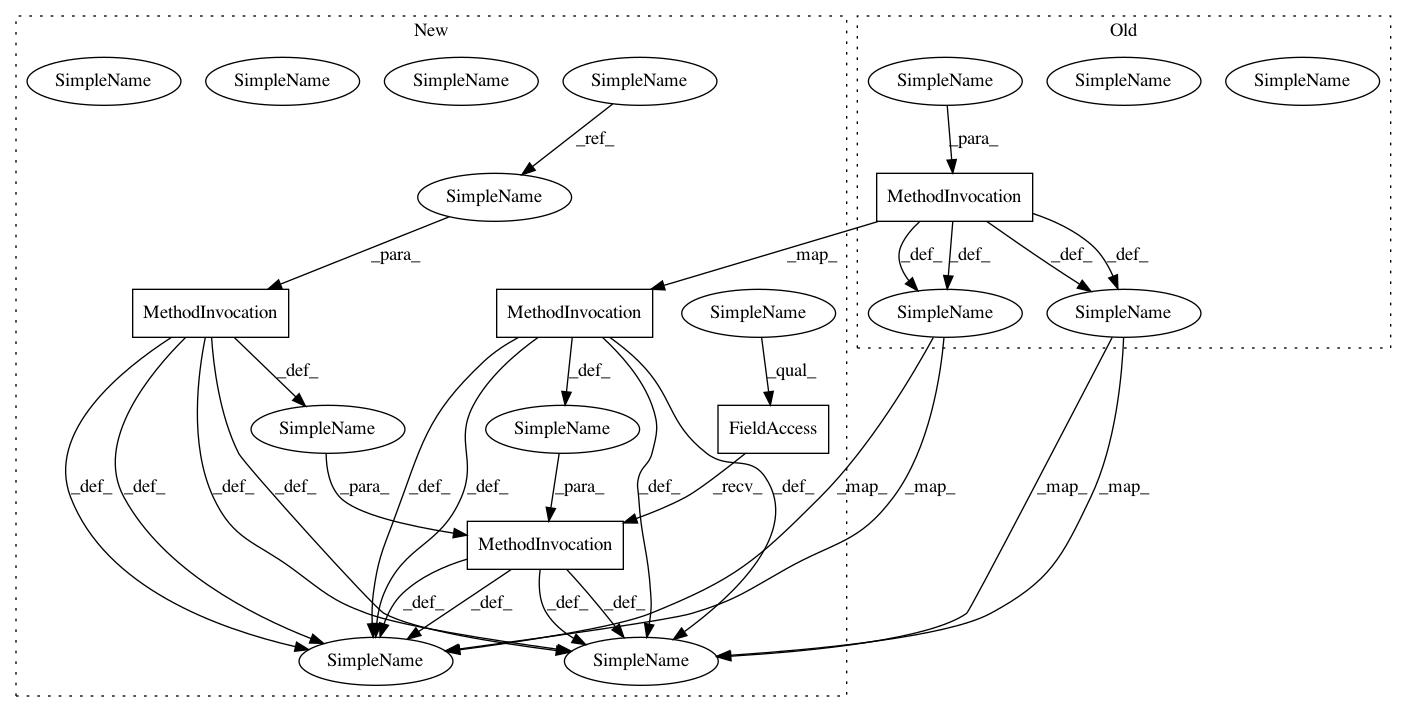 New
Old
SimpleName
SimpleName
SimpleName
SimpleName
SimpleName
SimpleName
SimpleName
_ref_
_para_
SimpleName
MethodInvocation
_para_
_map_
_def_
_def_
_def_
_def_
MethodInvocation
MethodInvocation
SimpleName
SimpleName
SimpleName
_def_
_def_
_qual_
SimpleName
SimpleName
FieldAccess
_def_
_def_
_def_
_def_
_para_
_def_
_def_
_para_
_def_
_recv_
_def_
_map_
_map_
_map_
_map_
MethodInvocation
_def_
_def_
_def_
_def_
SimpleName
SimpleName